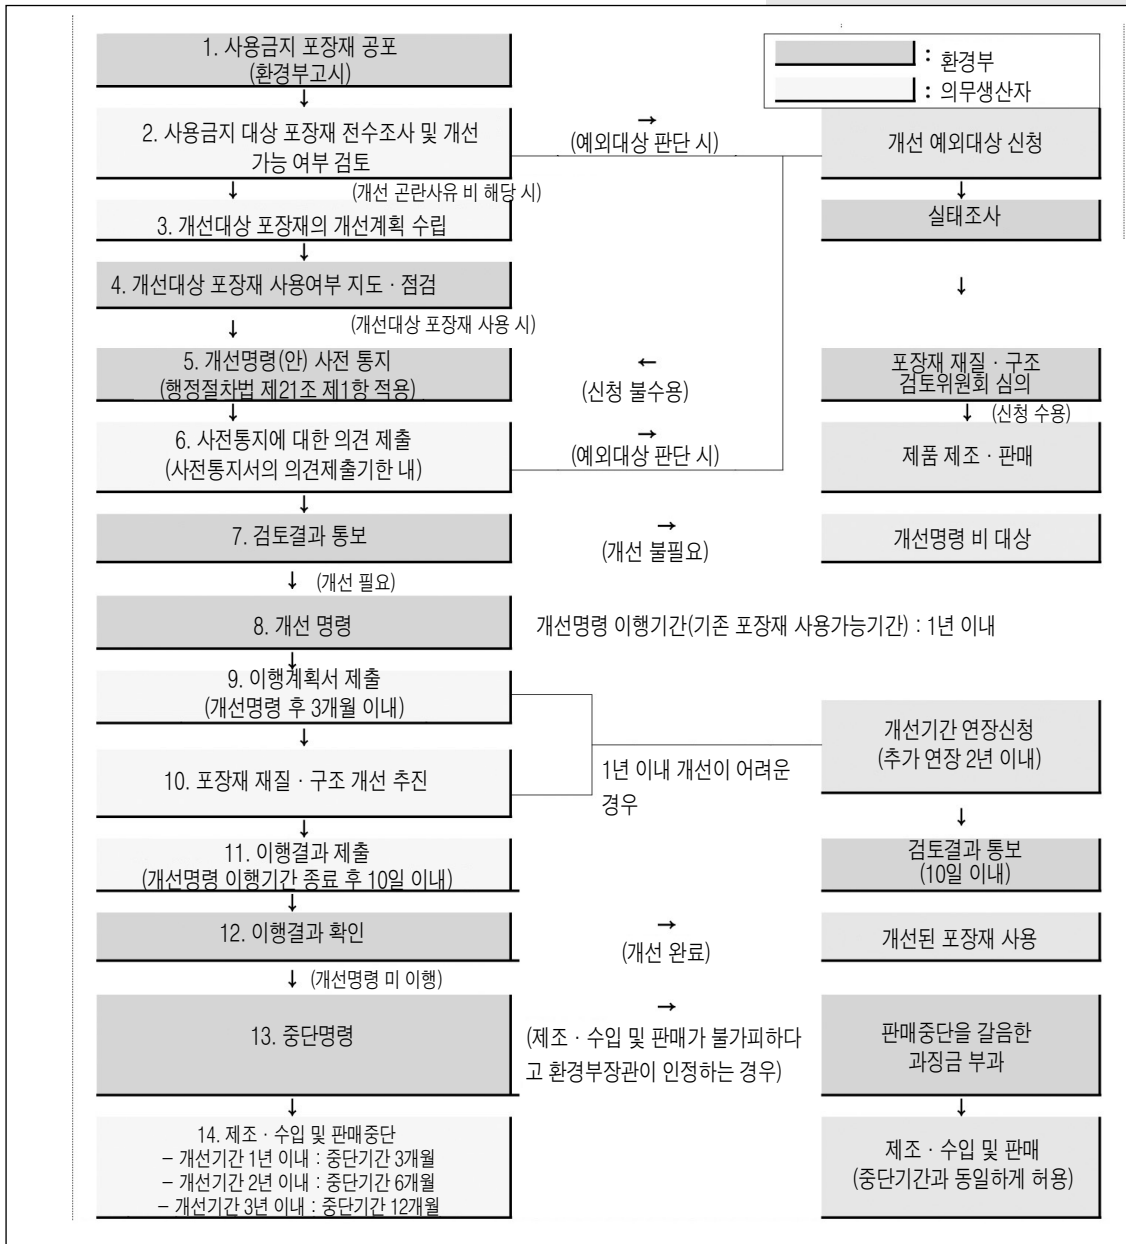 1. 사용금지 포장재 공포
(환경부고시)
: 환경부
: 의무생산자
↓
2. 사용금지 대상 포장재 전수조사 및 개선
가능 여부 검토
→
(예외대상 판단 시)
개선 예외대상 신청
↓
(개선 곤란사유 비 해당 시)
↓
3. 개선대상 포장재의 개선계획 수립
실태조사
↓
4. 개선대상 포장재 사용여부 지도 · 점검
↓
↓
(개선대상 포장재 사용 시)
5. 개선명령(안) 사전 통지
(행정절차법 제21조 제1항 적용)
←
(신청 불수용)
포장재 재질 · 구조
검토위원회 심의
↓
↓
(신청 수용)
6. 사전통지에 대한 의견 제출
(사전통지서의 의견제출기한 내)
→
(예외대상 판단 시)
제품 제조 · 판매
↓
7. 검토결과 통보
→
(개선 불필요)
개선명령 비 대상
↓ (개선 필요)
8. 개선 명령
개선명령 이행기간(기존 포장재 사용가능기간) : 1년 이내
↓
9. 이행계획서 제출
(개선명령 후 3개월 이내)
↓
10. 포장재 재질 · 구조 개선 추진
1년 이내 개선이 어려운
경우
개선기간 연장신청
(추가 연장 2년 이내)
↓
↓
11. 이행결과 제출
(개선명령 이행기간 종료 후 10일 이내)
검토결과 통보
(10일 이내)
↓
12. 이행결과 확인
→
(개선 완료)
개선된 포장재 사용
↓ (개선명령 미 이행)
13. 중단명령
→
(제조 · 수입 및 판매가 불가피하다
고 환경부장관이 인정하는 경우)
판매중단을 갈음한
과징금 부과
↓
↓
14. 제조 · 수입 및 판매중단
– 개선기간 1년 이내 : 중단기간 3개월
– 개선기간 2년 이내 : 중단기간 6개월
– 개선기간 3년 이내 : 중단기간 12개월
제조 · 수입 및 판매
(중단기간과 동일하게 허용)